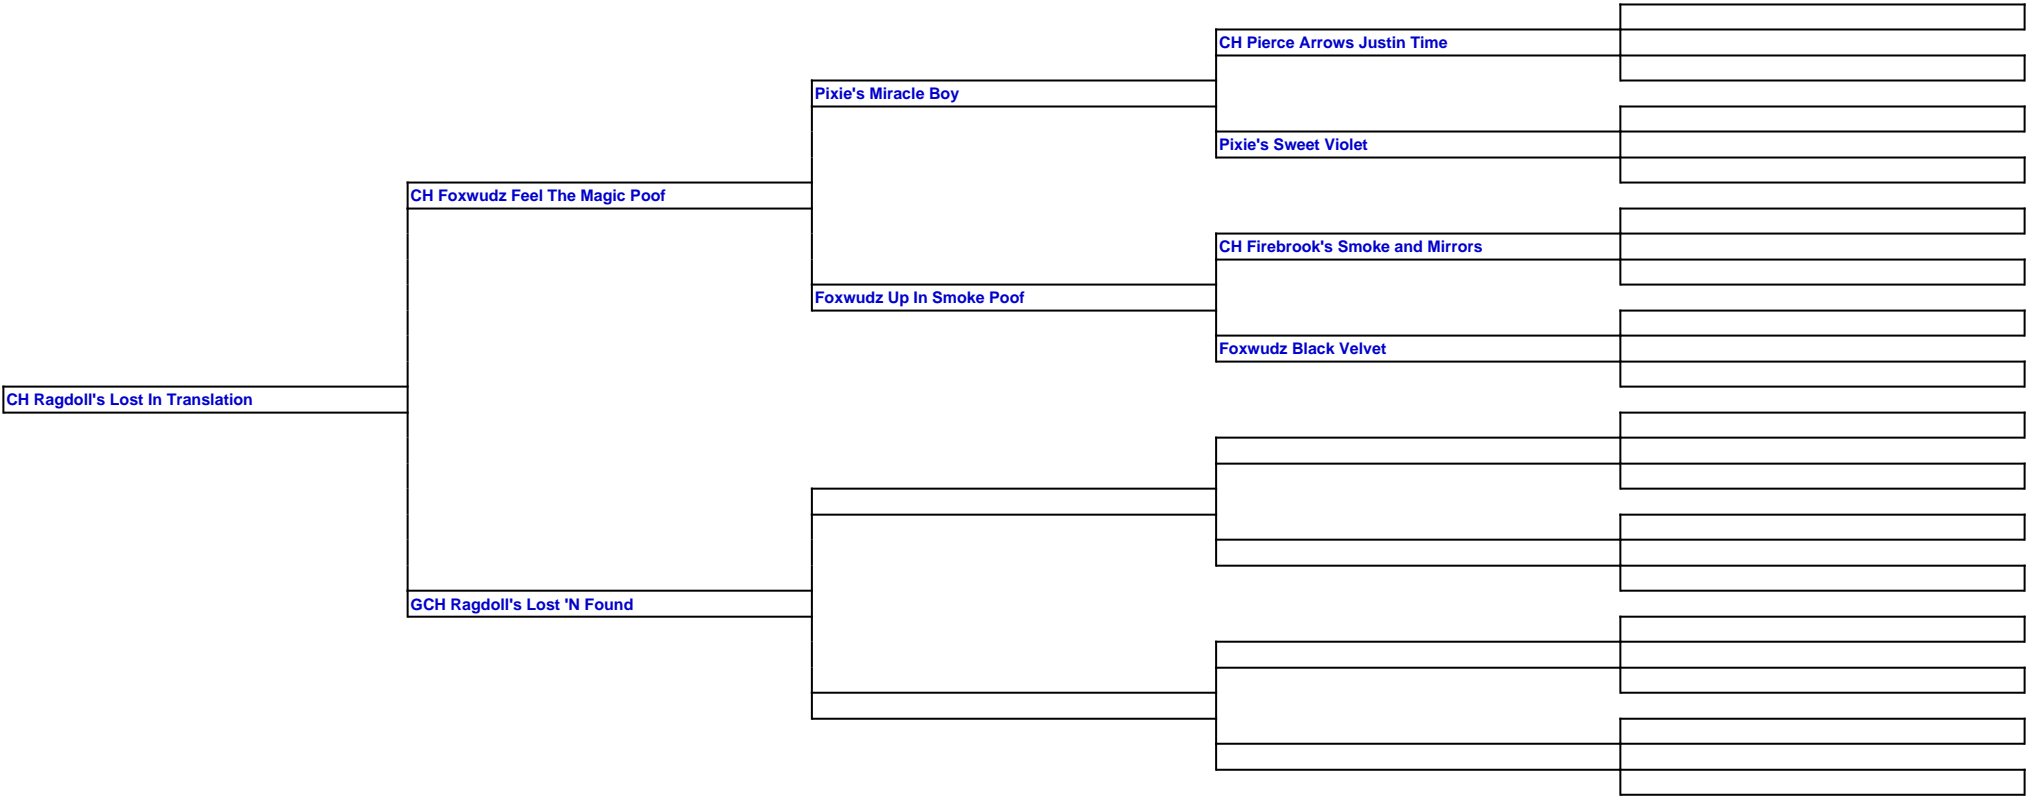 CH Pierce Arrows Justin Time
Pixie's Miracle Boy
Pixie's Sweet Violet
CH Foxwudz Feel The Magic Poof
CH Firebrook's Smoke and Mirrors
Foxwudz Up In Smoke Poof
Foxwudz Black Velvet
CH Ragdoll's Lost In Translation
GCH Ragdoll's Lost 'N Found